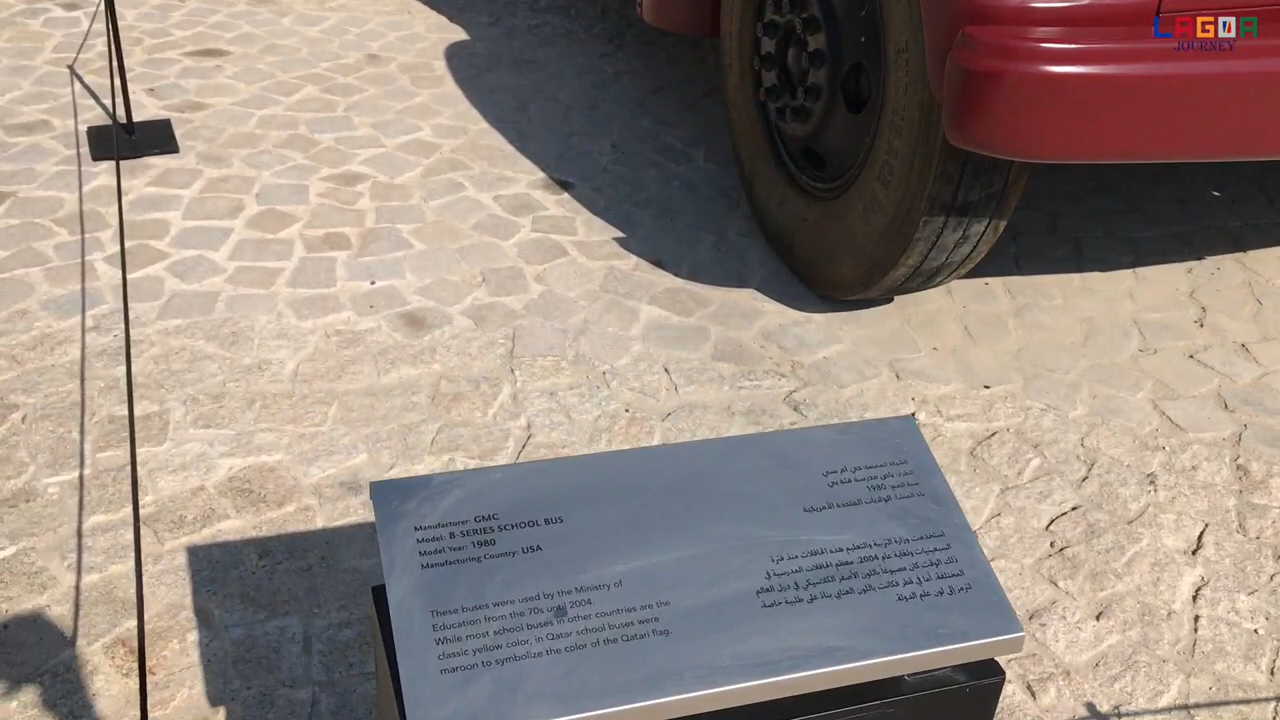 LAGOA
JOURNEY
Manufacturer: GMC
Model: B-SERIES SCHOOL BUS
Model Year: 1980
Manufacturing Country: USA
These buses were used by the Ministry of
Education from the 70s until 2004.
While most school buses in other countries are the
classic yellow color, in Qatar school buses were
maroon to symbolize the color of the Qatari flag.
الشركة المصنعة: جي ام سي
الطراز: باص مدرسة فئة بي
سنة الصنع: 1980
بلد المنشأ: الولايات المتحدة الأمريكية
استخدمت وزارة التربية والتعليم هذه الحافلات منذ فترة
السبعينيات ولغاية عام 2004. معظم الحافلات المدرسية في
ذلك الوقت كان مصبوغا باللون الأصفر الكلاسيكي في دول العالم
المختلفة. أما في قطر فكانت باللون العنابي بناءً على طلبية خاصة،
لترمز إلى لون علم الدولة.